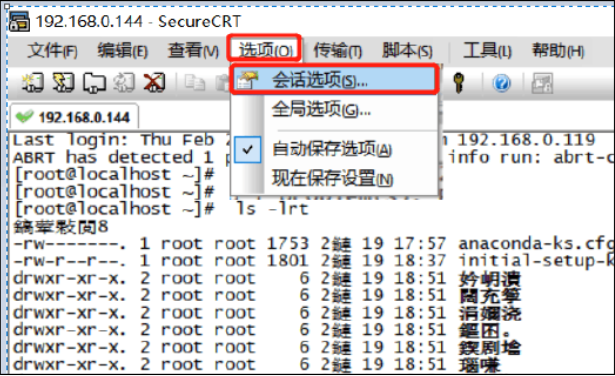 192.168.0.144 - SecureCRT
文件(F) 编辑(E) 查看(V) 选项(O) 传输(T) 脚本(S) 工具(L) 帮助(H)
会话选项(S)...
全局选项(G)...
自动保存选项(A)
现在保存设置(N)
192.168.0.144
Last login: Thu Feb 192.168.0.119
ABRT has detected 1 p info run: abrt-c
[root@localhost ~]#
[root@localhost ~]#
[root@localhost ~]# ls -lrt
鎬荤敤閲8
-rw-------. 1 root root 1753 2鏈 19 17:57 anaconda-ks.cfg
-rw-r--r--. 1 root root 1801 2鏈 19 18:37 initial-setup-k
drwxr-xr-x. 2 root root 6 2鏈 19 18:51 妗岄潰
drwxr-xr-x. 2 root root 6 2鏈 19 18:51 闊充箰
drwxr-xr-x. 2 root root 6 2鏈 19 18:51 涓嬭浇
drwxr-xr-x. 2 root root 6 2鏈 19 18:51 鏂囨。
drwxr-xr-x. 2 root root 6 2鏈 19 18:51 鍥剧墖
drwxr-xr-x. 2 root root 6 2鏈 19 18:51 瑙嗛